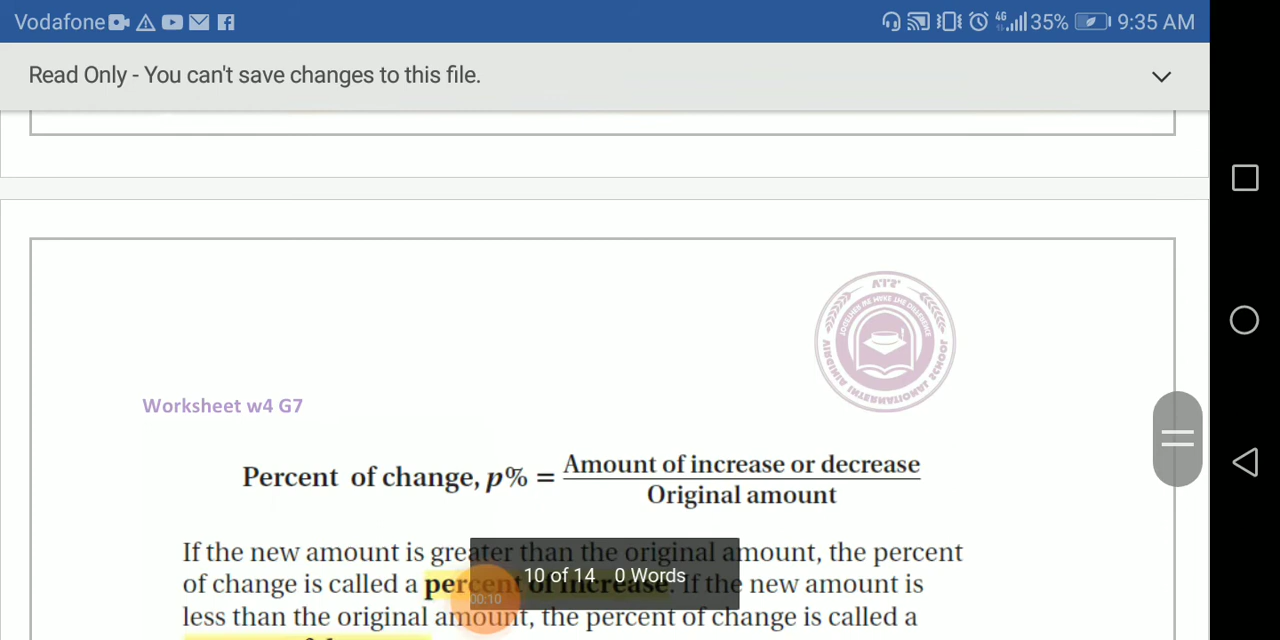 Vodafone
4G
35%
9:35 AM
Read Only - You can't save changes to this file.
Worksheet w4 G7
Percent of change, p% = Amount of increase or decrease
Original amount
If the new amount is greater than the original amount, the percent
of change is called a percent of increase. If the new amount is
10 of 14 0 Words
00:10
less than the original amount, the percent of change is called a